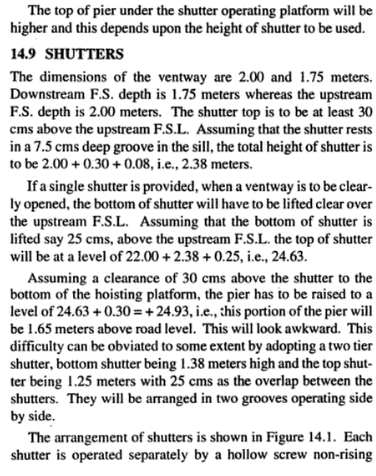 The top of pier under the shutter operating platform will be
higher and this depends upon the height of shutter to be used.
14.9 SHUTTERS
The dimensions of the ventway are 2.00 and 1.75 meters.
Downstream F.S. depth is 1.75 meters whereas the upstream
F.S. depth is 2.00 meters. The shutter top is to be at least 30
cms above the upstream F.S.L. Assuming that the shutter rests
in a 7.5 cms deep groove in the sill, the total height of shutter is
to be 2.00 + 0.30 + 0.08, i.e., 2.38 meters.
If a single shutter is provided, when a ventway is to be clear-
ly opened, the bottom of shutter will have to be lifted clear over
the upstream F.S.L. Assuming that the bottom of shutter is
lifted say 25 cms, above the upstream F.S.L. the top of shutter
will be at a level of 22.00 + 2.38 + 0.25, i.e., 24.63.
Assuming a clearance of 30 cms above the shutter to the
bottom of the hoisting platform, the pier has to be raised to a
level of 24.63 + 0.30 = + 24.93, i.e., this portion of the pier will
be 1.65 meters above road level. This will look awkward. This
difficulty can be obviated to some extent by adopting a two tier
shutter, bottom shutter being 1.38 meters high and the top shut-
ter being 1.25 meters with 25 cms as the overlap between the
shutters. They will be arranged in two grooves operating side
by side.
The arrangement of shutters is shown in Figure 14.1. Each
shutter is operated separately by a hollow screw non-rising